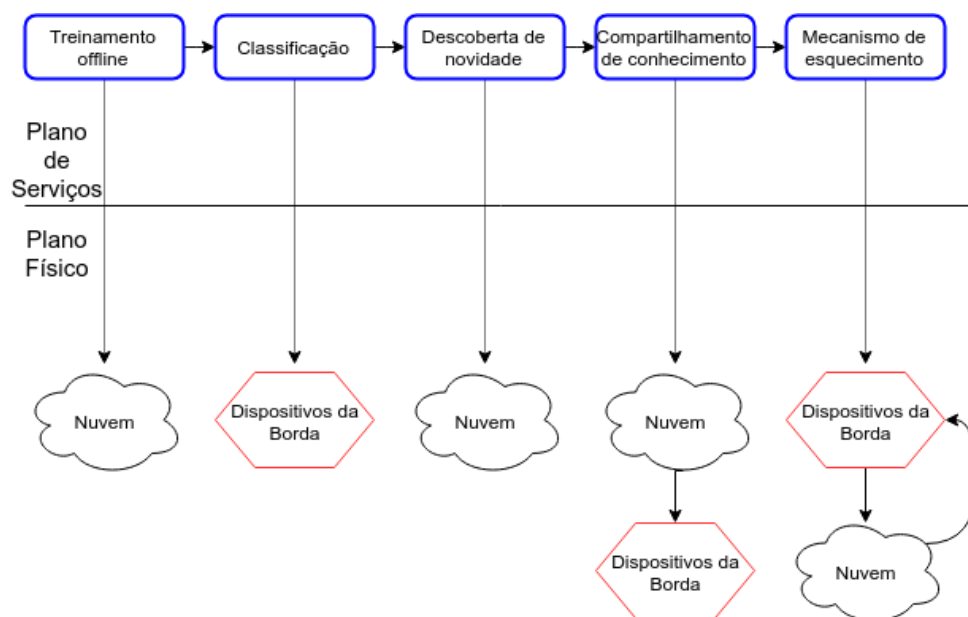 Treinamento
offline
Classificação
Descoberta de
novidade
Compartilhamento
de conhecimento
Mecanismo de
esquecimento
Plano
de
Serviços
Plano
Físico
Nuvem
Dispositivos da
Borda
Nuvem
Nuvem
Dispositivos da
Borda
Dispositivos da
Borda
Nuvem